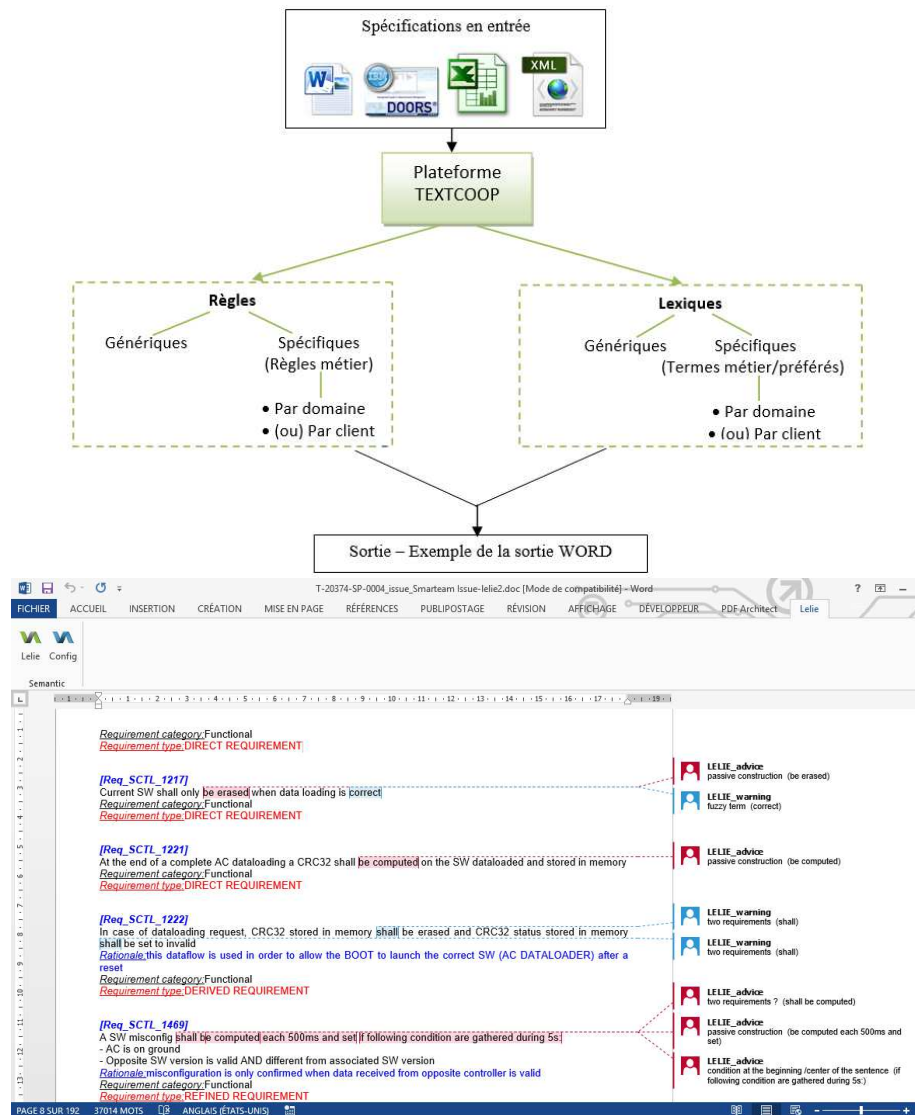 Spécifications en entrée
DOORS
XML
Plateforme
TEXTCOOP
Règles
Génériques
Spécifiques
(Règles métier)
• Par domaine
• (ou) Par client
Lexiques
Génériques
Spécifiques
(Termes métier/préférés)
• Par domaine
• (ou) Par client
Sortie – Exemple de la sortie WORD
T-20374-SP-0004_issue_Smarteam Issue-lelie2.doc [Mode de compatibilité] - Word
FICHIER ACCUEIL INSERTION CRÉATION MISE EN PAGE RÉFÉRENCES PUBLIPOSTAGE RÉVISION AFFICHAGE DÉVELOPPEUR PDF Architect Lelie
Lelie Config
Semantic
Requirement category:Functional
Requirement type:DIRECT REQUIREMENT
[Req_SCTL_1217]
Current SW shall only be erased when data loading is correct
Requirement category:Functional
Requirement type:DIRECT REQUIREMENT
[Req_SCTL_1221]
At the end of a complete AC dataloading a CRC32 shall be computed on the SW dataloaded and stored in memory
Requirement category:Functional
Requirement type:DIRECT REQUIREMENT
[Req_SCTL_1222]
In case of dataloading request, CRC32 stored in memory shall be erased and CRC32 status stored in memory
shall be set to invalid
Rationale:this dataflow is used in order to allow the BOOT to launch the correct SW (AC DATALOADER) after a
reset
Requirement category:Functional
Requirement type:DERIVED REQUIREMENT
[Req_SCTL_1469]
A SW misconfig shall be computed each 500ms and set if following condition are gathered during 5s:
- AC is on ground
- Opposite SW version is valid AND different from associated SW version
Rationale:misconfiguration is only confirmed when data received from opposite controller is valid
Requirement category:Functional
Requirement type:REFINED REQUIREMENT
LELIE_advice
passive construction (be erased)
LELIE_warning
fuzzy term (correct)
LELIE_advice
passive construction (be computed)
LELIE_warning
two requirements (shall)
LELIE_warning
two requirements (shall)
LELIE_advice
two requirements ? (shall be computed)
LELIE_advice
passive construction (be computed each 500ms and
set)
LELIE_advice
condition at the beginning /center of the sentence (if
following condition are gathered during 5s:)
PAGE 8 SUR 192 37014 MOTS ANGLAIS (ÉTATS-UNIS)